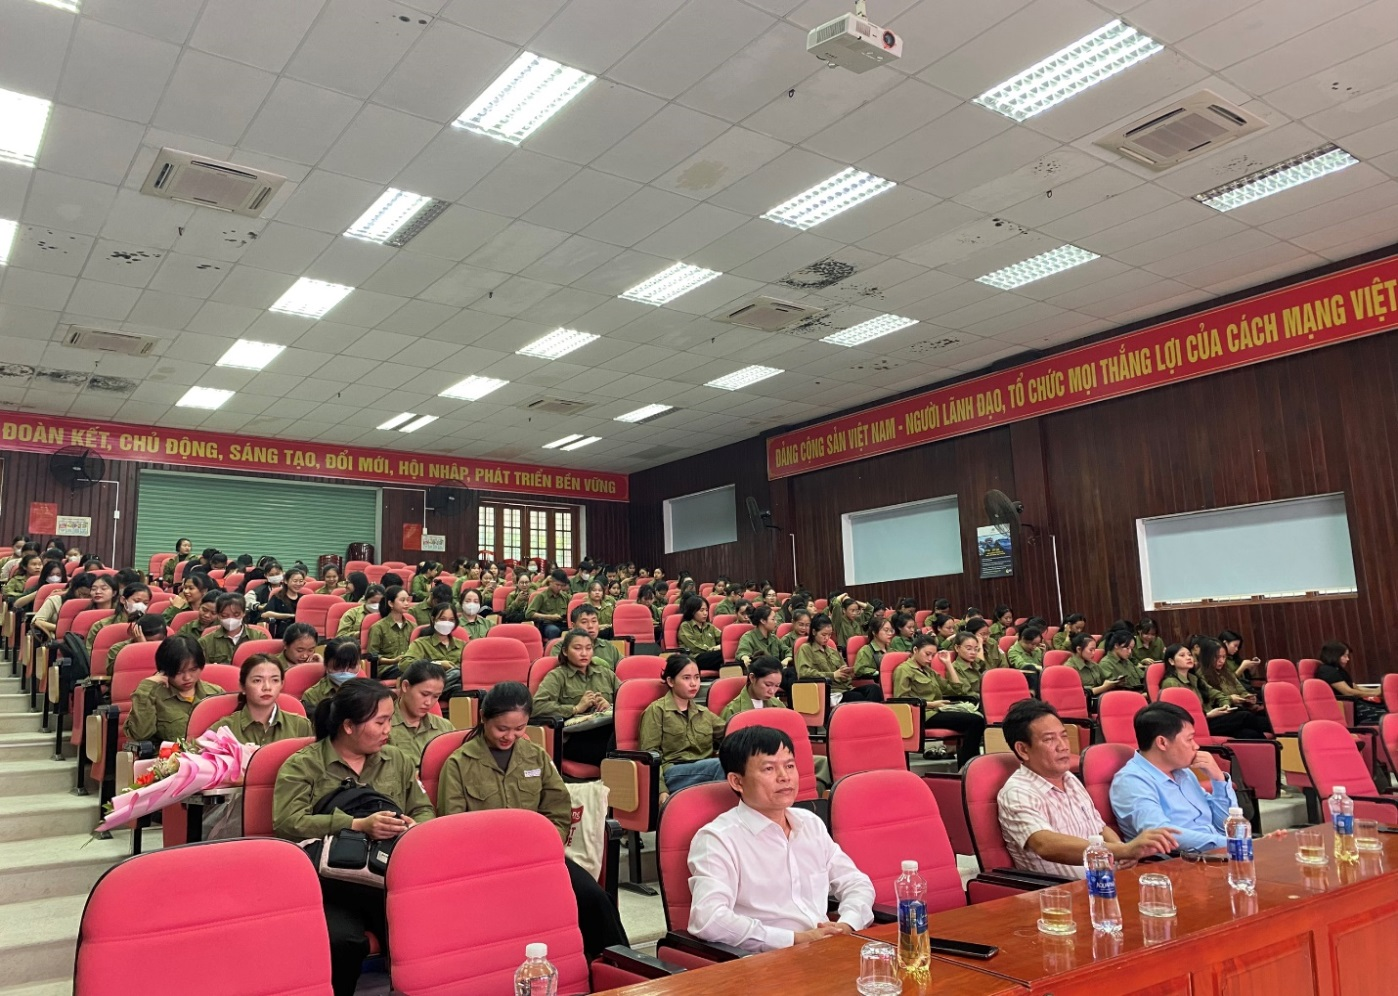 ĐOÀN KẾT, CHỦ ĐỘNG, SÁNG TẠO, ĐỔI MỚI, HỘI NHẬP, PHÁT TRIỂN BỀN VỮNG
ĐẢNG CỘNG SẢN VIỆT NAM - NGƯỜI LÃNH ĐẠO, TỔ CHỨC MỌI THẮNG LỢI CỦA CÁCH MẠNG VIỆT